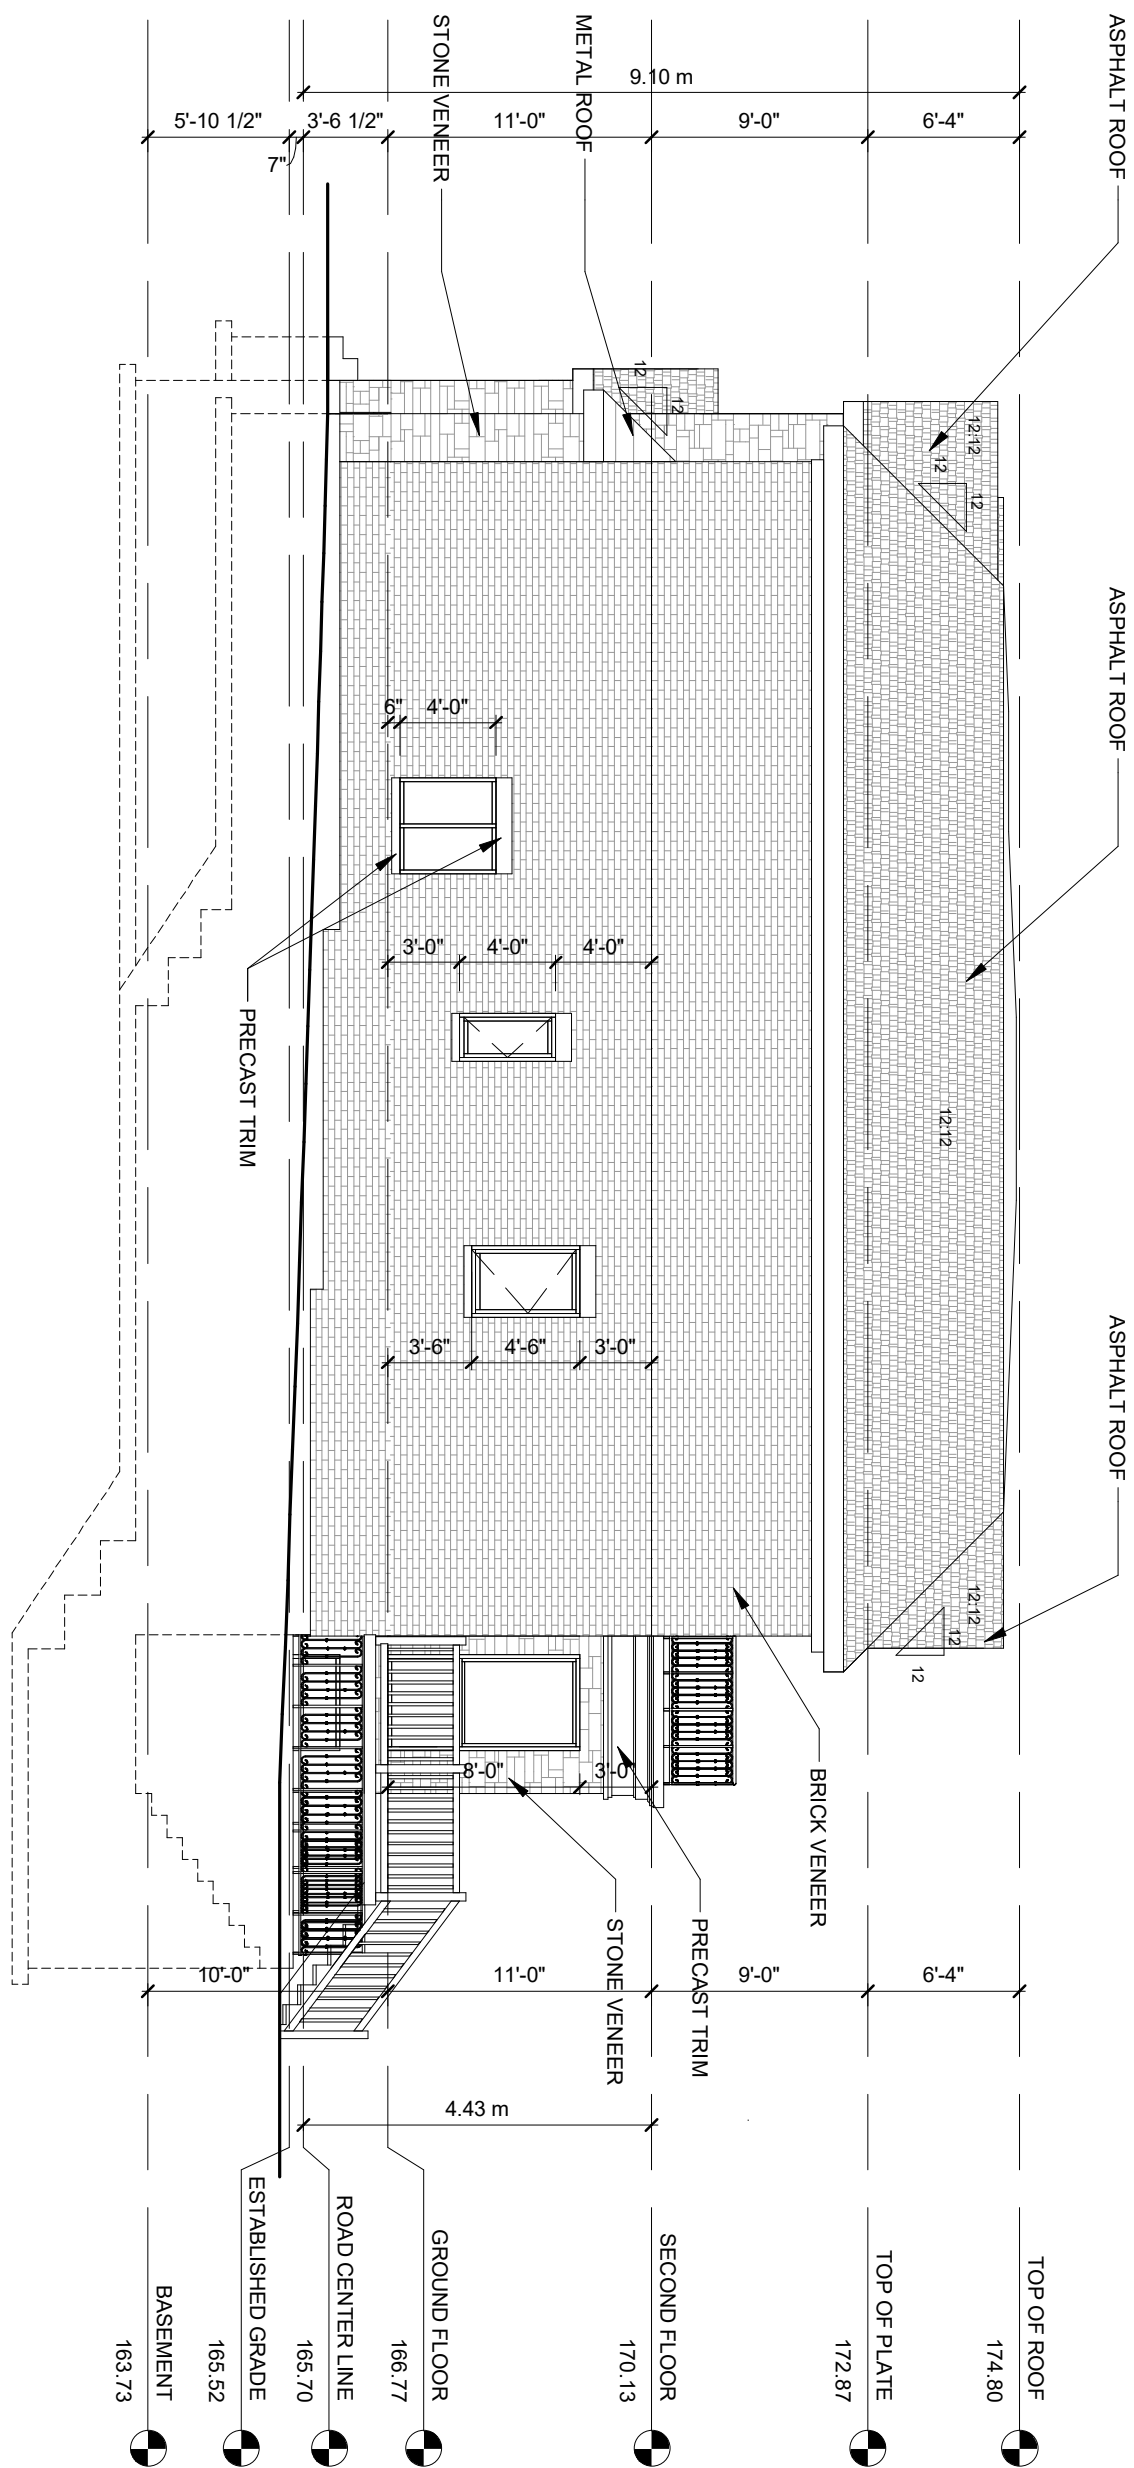 ASPHALT ROOF
ASPHALT ROOF
ASPHALT ROOF
METAL ROOF
STONE VENEER
9.10 m
5'-10 1/2"
7"
3'-6 1/2"
11'-0"
9'-0"
6'-4"
12
12
12:12
12
12
12:12
12:12
12
12
6"
4'-0"
3'-0"
4'-0"
4'-0"
3'-6"
4'-6"
3'-0"
8'-0"
3'-0"
PRECAST TRIM
BRICK VENEER
PRECAST TRIM
STONE VENEER
10'-0"
11'-0"
9'-0"
6'-4"
4.43 m
TOP OF ROOF
174.80
TOP OF PLATE
172.87
SECOND FLOOR
170.13
GROUND FLOOR
166.77
ROAD CENTER LINE
165.70
ESTABLISHED GRADE
165.52
BASEMENT
163.73